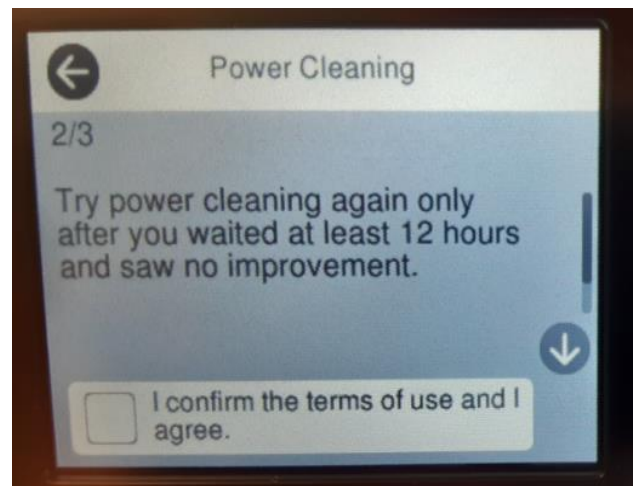 Power Cleaning
2/3
Try power cleaning again only
after you waited at least 12 hours
and saw no improvement.
I confirm the terms of use and I
agree.